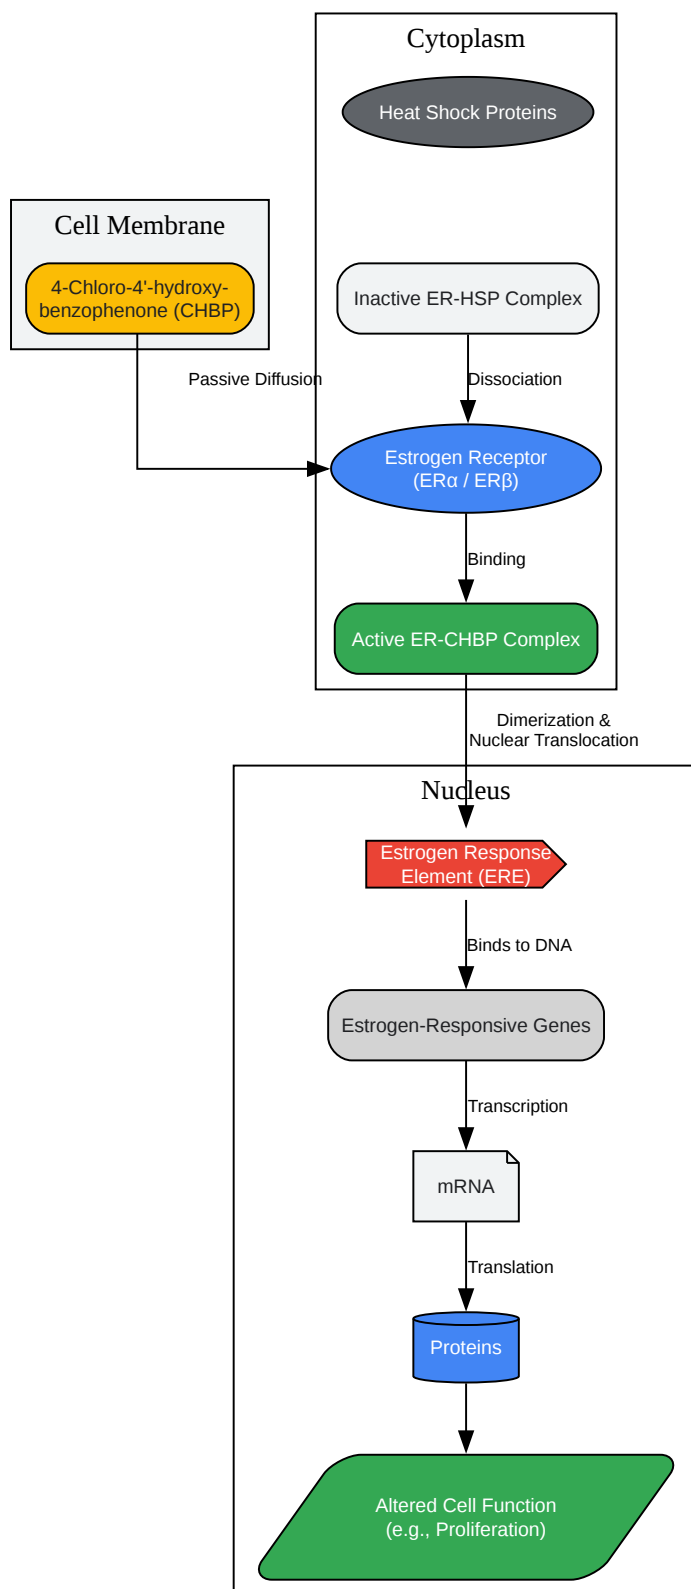 Cytoplasm
Heat Shock Proteins
Cell Membrane
4-Chloro-4'-hydroxy-
benzophenone (CHBP)
Inactive ER-HSP Complex
Passive Diffusion
Dissociation
Estrogen Receptor
(ERα / ERβ)
Binding
Active ER-CHBP Complex
Dimerization &
Nuclear Translocation
Nucleus
Estrogen Response
Element (ERE)
Binds to DNA
Estrogen-Responsive Genes
Transcription
mRNA
Translation
Proteins
Altered Cell Function
(e.g., Proliferation)